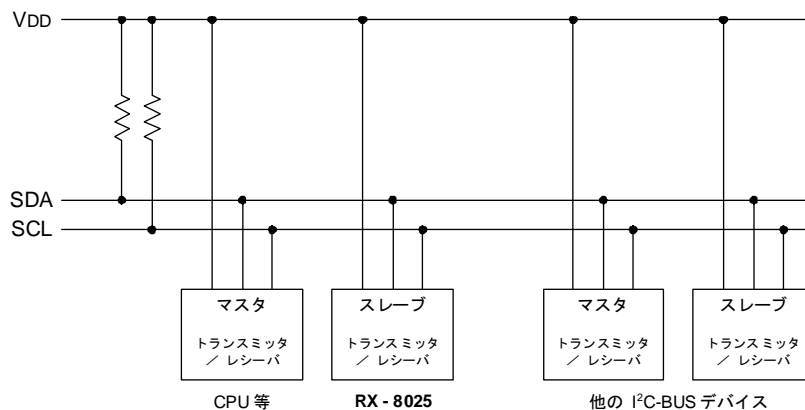 VDD
SDA
SCL
マスタ
トランスミッタ
／ レシーバ
CPU 等
スレーブ
トランスミッタ
／ レシーバ
RX - 8025
マスタ
トランスミッタ
／ レシーバ
スレーブ
トランスミッタ
／ レシーバ
他の I²C-BUS デバイス